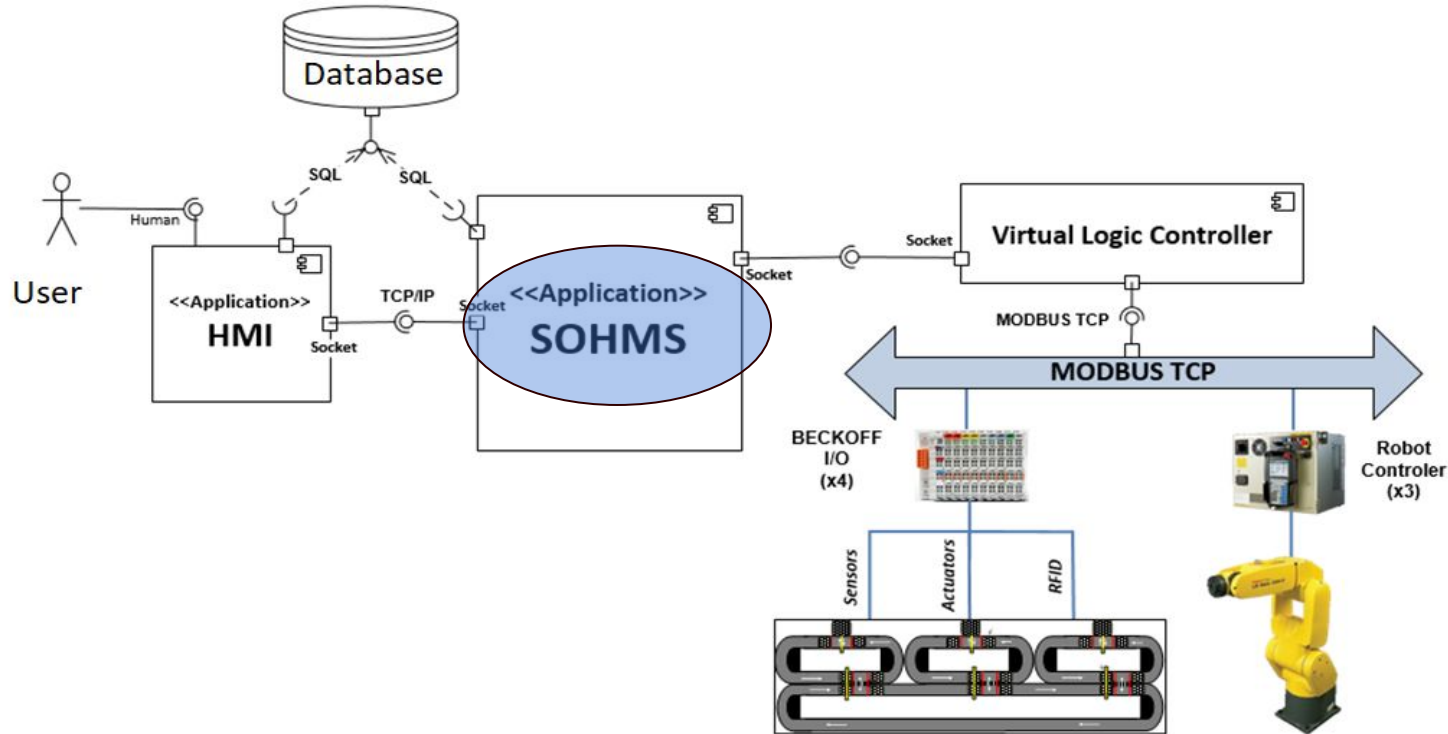 Database
SQL
SQL
Human
User
<<Application>>
HMI
Socket
TCP/IP
Socket
<<Application>>
SOHMS
Socket
Socket
Virtual Logic Controller
MODBUS TCP
MODBUS TCP
BECKOFF
I/O
(x4)
Robot
Controler
(x3)
Sensors
Actuators
RFID